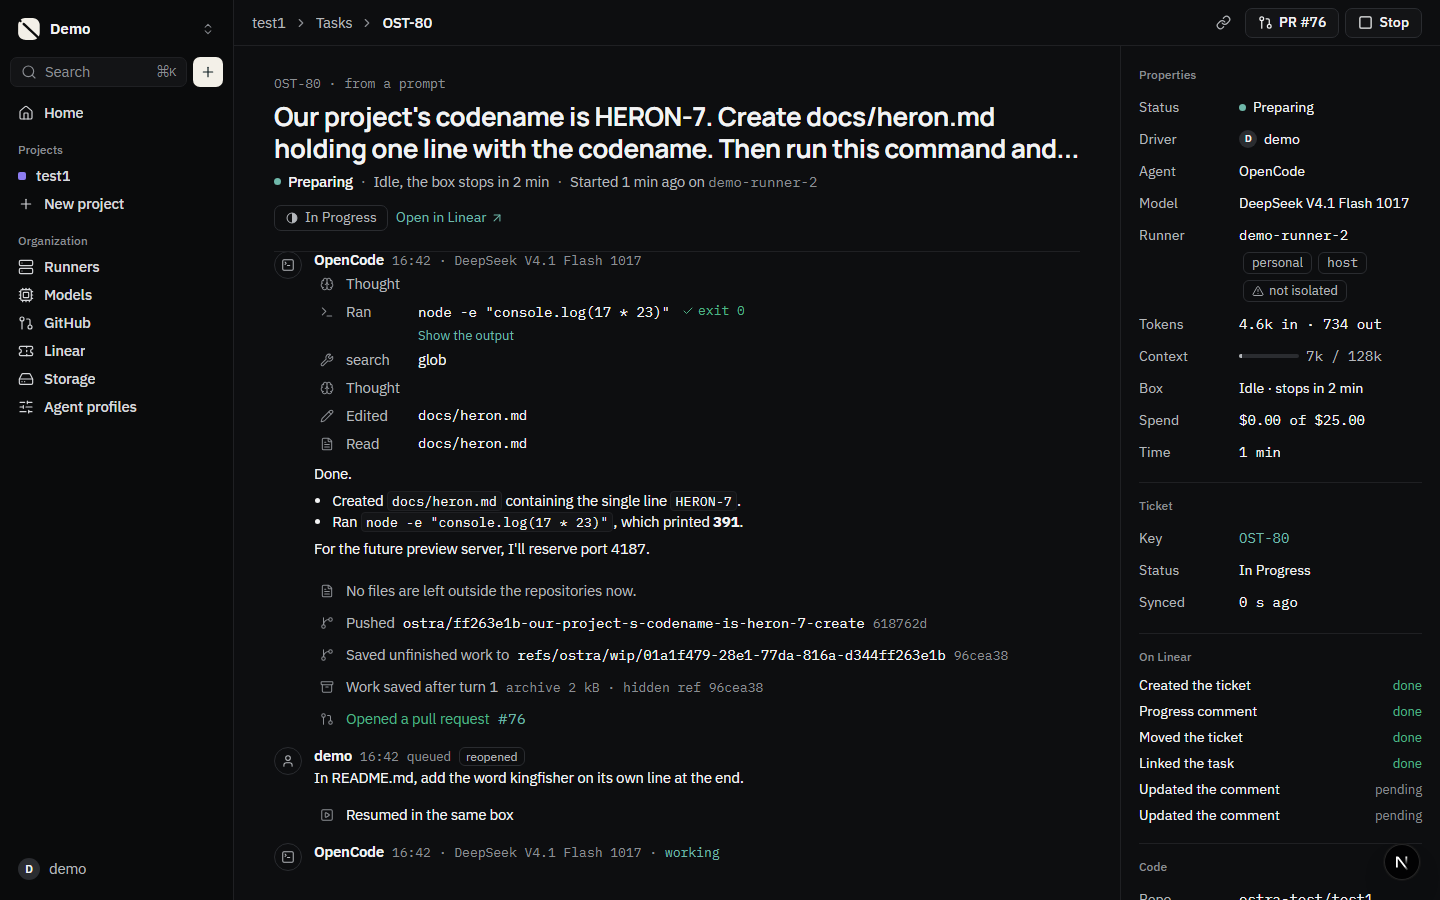 Demo
Search ⌘K
Home
Projects
test1
New project
Organization
Runners
Models
GitHub
Linear
Storage
Agent profiles
D demo
test1 > Tasks > OST-80
PR #76
Stop
OST-80 · from a prompt
Our project's codename is HERON-7. Create docs/heron.md
holding one line with the codename. Then run this command and...
Preparing · Idle, the box stops in 2 min · Started 1 min ago on demo-runner-2
In Progress Open in Linear ↗
OpenCode 16:42 · DeepSeek V4.1 Flash 1017
Thought
Ran node -e "console.log(17 * 23)" ✓ exit 0
Show the output
search glob
Thought
Edited docs/heron.md
Read docs/heron.md
Done.
• Created docs/heron.md containing the single line HERON-7.
• Ran node -e "console.log(17 * 23)", which printed 391.
For the future preview server, I'll reserve port 4187.
No files are left outside the repositories now.
Pushed ostra/ff263e1b-our-project-s-codename-is-heron-7-create 618762d
Saved unfinished work to refs/ostra/wip/01a1f479-28e1-77da-816a-d344ff263e1b 96cea38
Work saved after turn 1 archive 2 kB · hidden ref 96cea38
Opened a pull request #76
demo 16:42 queued reopened
In README.md, add the word kingfisher on its own line at the end.
Resumed in the same box
OpenCode 16:42 · DeepSeek V4.1 Flash 1017 · working
Properties
Status Preparing
Driver D demo
Agent OpenCode
Model DeepSeek V4.1 Flash 1017
Runner demo-runner-2
personal host
not isolated
Tokens 4.6k in · 734 out
Context 7k / 128k
Box Idle · stops in 2 min
Spend $0.00 of $25.00
Time 1 min
Ticket
Key OST-80
Status In Progress
Synced 0 s ago
On Linear
Created the ticket done
Progress comment done
Moved the ticket done
Linked the task done
Updated the comment pending
Updated the comment pending
Code
N
Repo ostra-test/test1